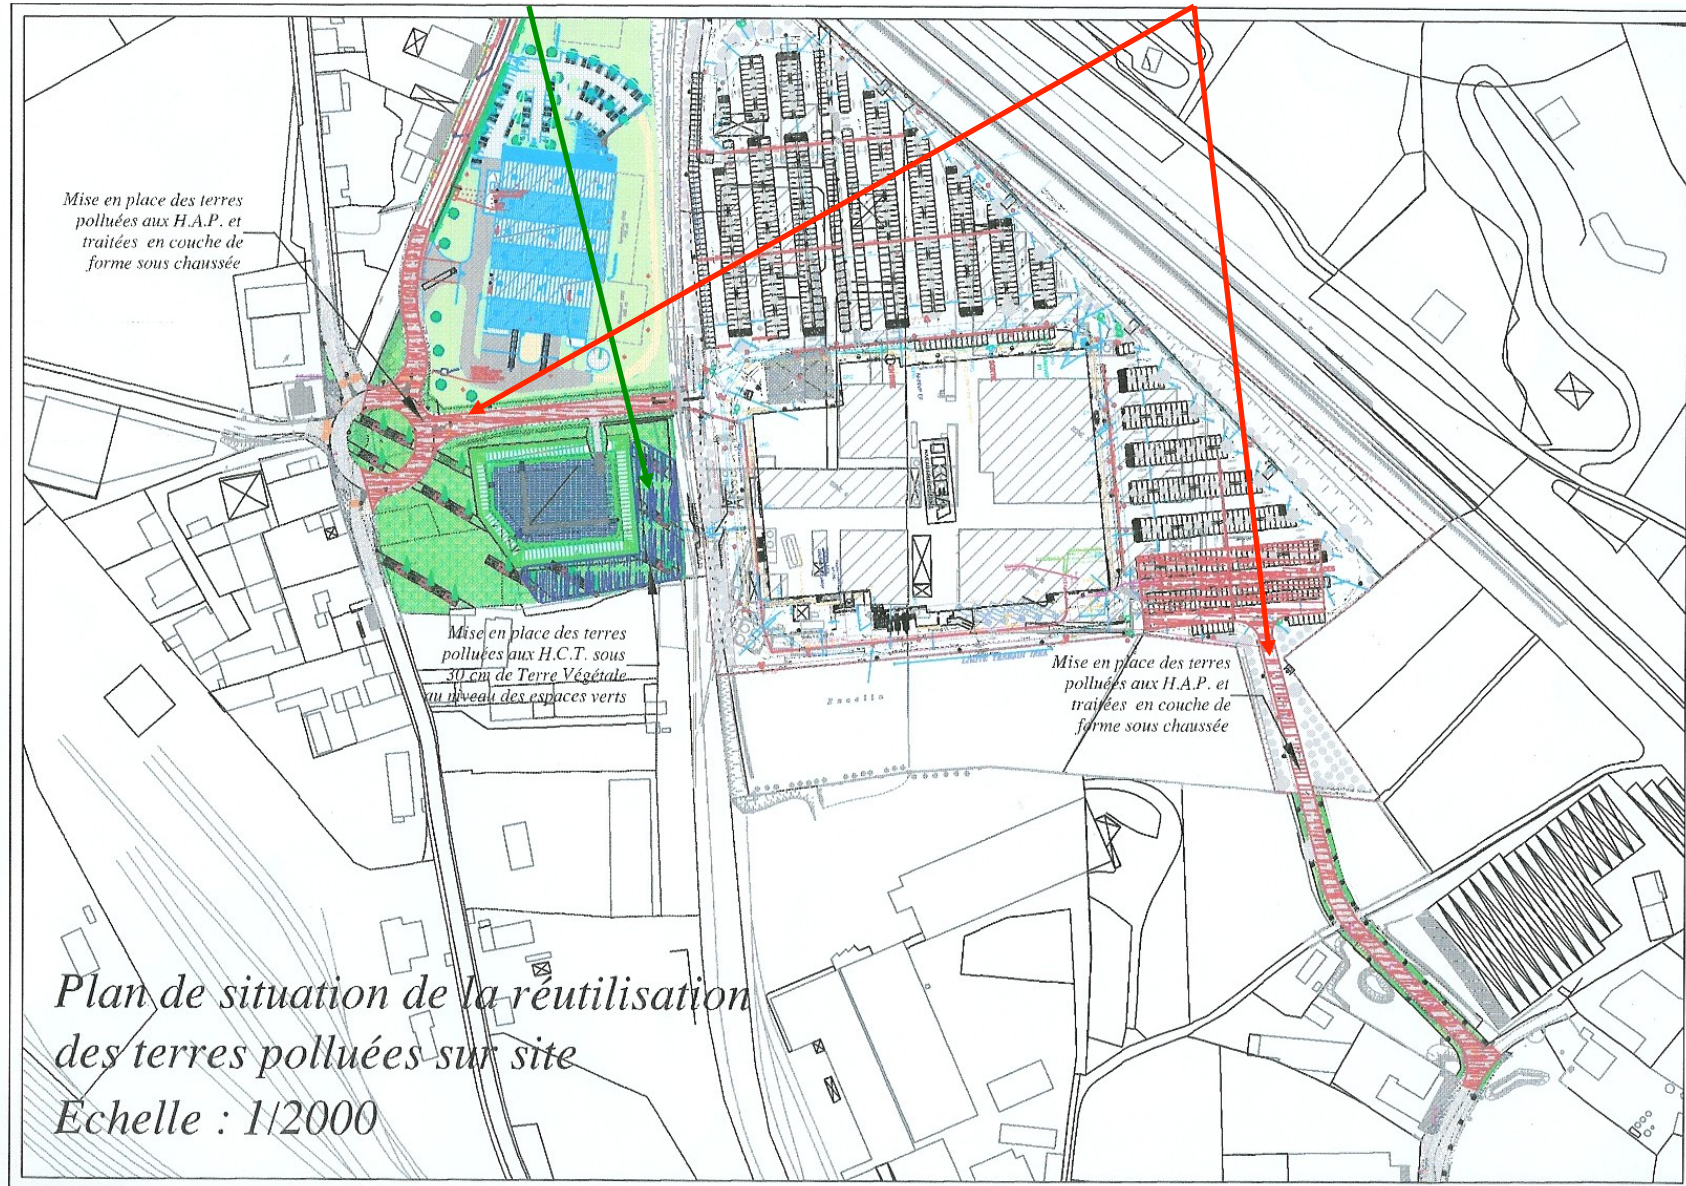 Mise en place des terres
polluées aux H.A.P. et
traitées en couche de
forme sous chaussée
IKEA
Mise en place des terres
polluées aux H.C.T. sous
30 cm de Terre Végétale
au niveau des espaces verts
LIMITE TERRAIN IKEA
Mise en place des terres
polluées aux H.A.P. et
traitées en couche de
forme sous chaussée
Plan de situation de la réutilisation
des terres polluées sur site
Echelle : 1/2000